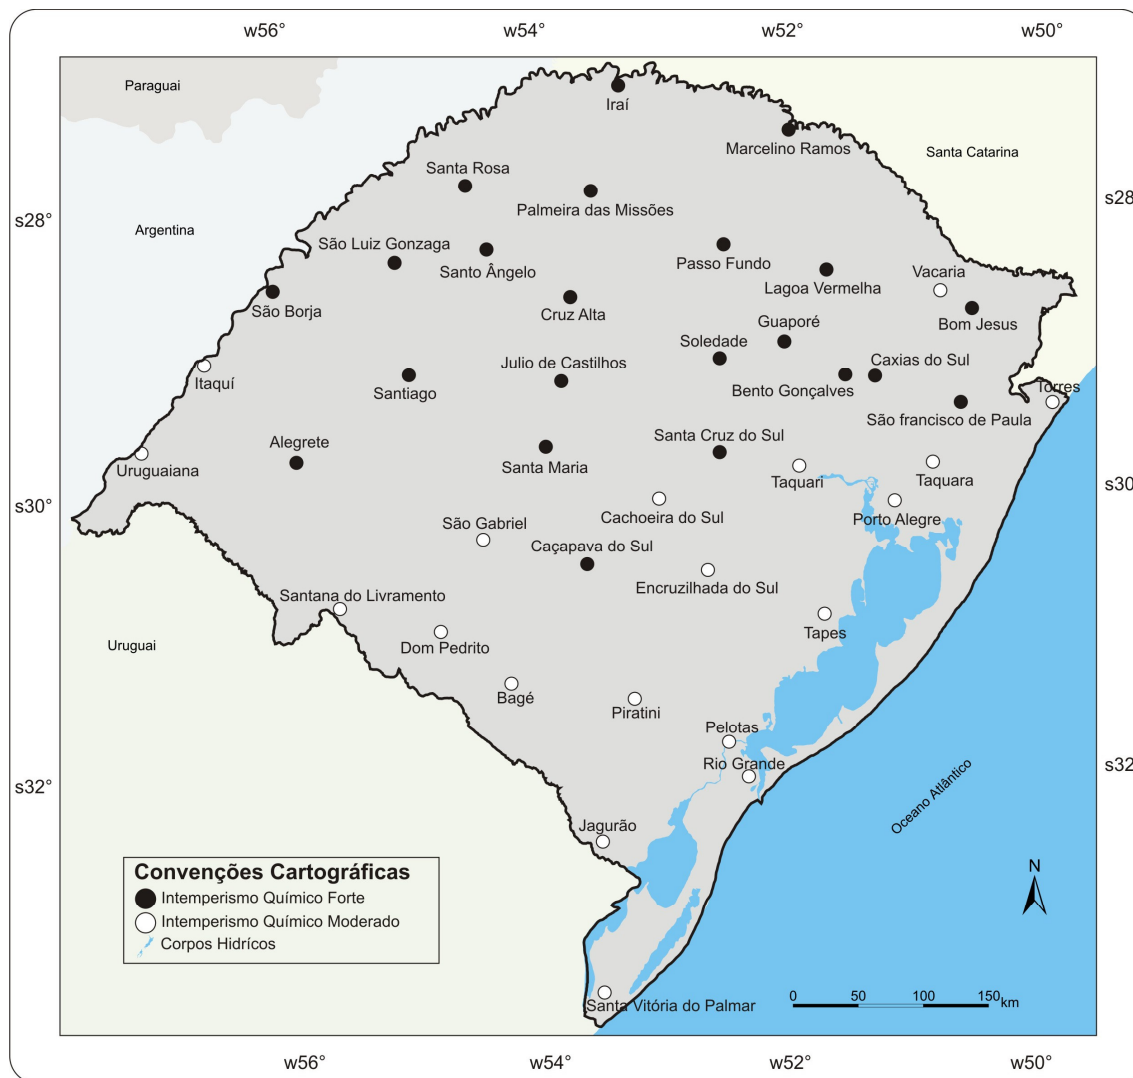 w56°
w54°
w52°
w50°
Paraguai
Iraí
Marcelino Ramos
Santa Catarina
Santa Rosa
Palmeira das Missões
s28°
s28
Argentina
São Luiz Gonzaga
Santo Ângelo
Passo Fundo
Lagoa Vermelha
Vacaria
São Borja
Cruz Alta
Guaporé
Bom Jesus
Soledade
Julio de Castilhos
Caxias do Sul
Itaquí
Santiago
Bento Gonçalves
Torres
São francisco de Paula
Alegrete
Santa Cruz do Sul
Uruguaiana
Santa Maria
Taquari
Taquara
s30°
s30
Cachoeira do Sul
Porto Alegre
São Gabriel
Caçapava do Sul
Encruzilhada do Sul
Santana do Livramento
Tapes
Uruguai
Dom Pedrito
Bagé
Piratini
Pelotas
Rio Grande
s32°
s32
Oceano Atlântico
Jagurão
Convenções Cartográficas
Intemperismo Químico Forte
Intemperismo Químico Moderado
Corpos Hidrícos
N
Santa Vitória do Palmar
0 50 100 150 km
w56°
w54°
w52°
w50°